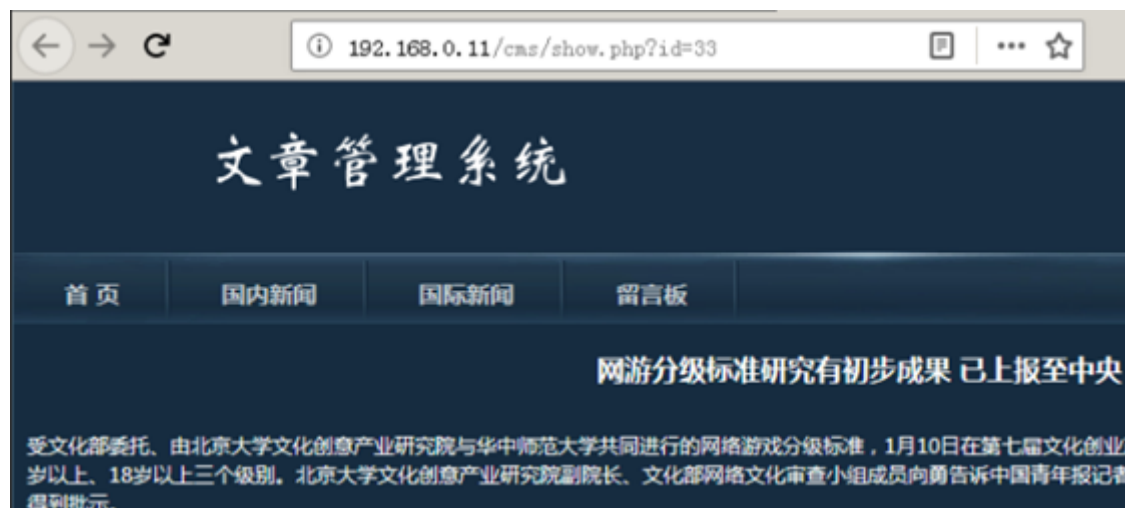 192.168.0.11/cms/show.php?id=33
文章管理系统
首 页 国内新闻 国际新闻 留言板
网游分级标准研究有初步成果 已上报至中央
受文化部委托、由北京大学文化创意产业研究院与华中师范大学共同进行的网络游戏分级标准，1月10日在第七届文化创业
岁以上、18岁以上三个级别。北京大学文化创意产业研究院副院长、文化部网络文化审查小组成员向勇告诉中国青年报记者
得到批示。